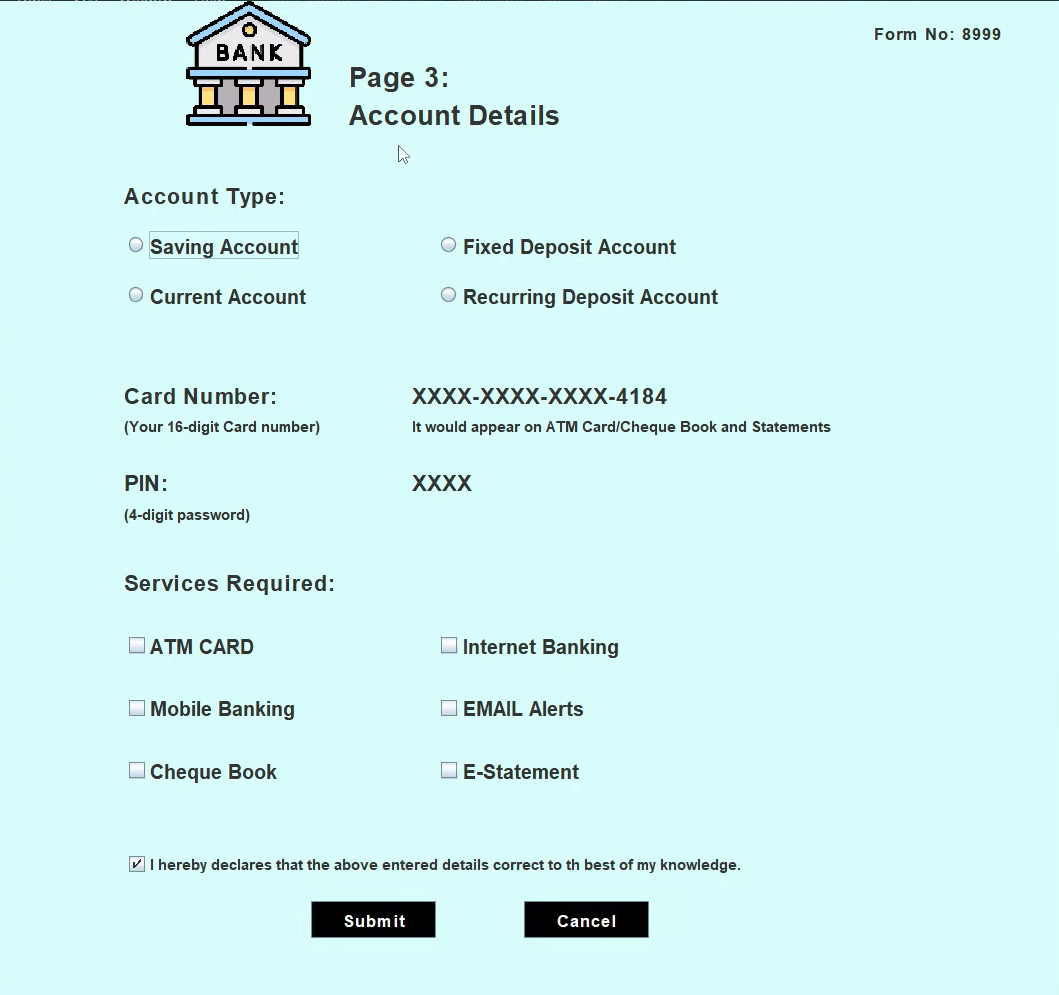 BANK
Form No: 8999
Page 3:
Account Details
Account Type:
Saving Account Fixed Deposit Account
Current Account Recurring Deposit Account
Card Number: XXXX-XXXX-XXXX-4184
(Your 16-digit Card number) It would appear on ATM Card/Cheque Book and Statements
PIN: XXXX
(4-digit password)
Services Required:
ATM CARD Internet Banking
Mobile Banking EMAIL Alerts
Cheque Book E-Statement
I hereby declares that the above entered details correct to th best of my knowledge.
Submit Cancel